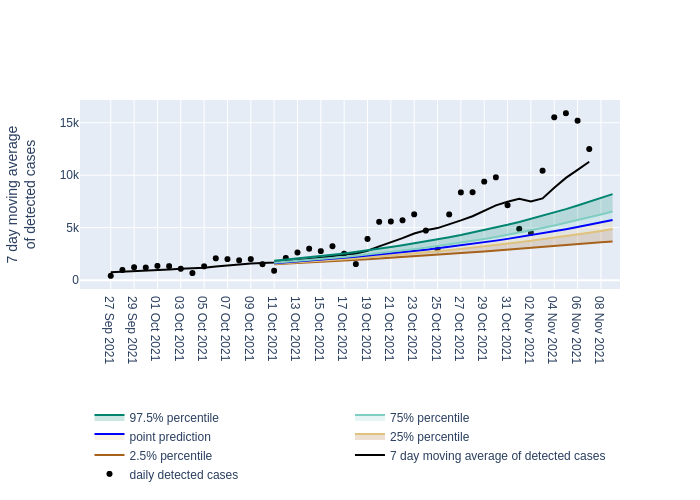 7 day moving average
of detected cases
15k
10k
5k
0
27 Sep 2021
29 Sep 2021
01 Oct 2021
03 Oct 2021
05 Oct 2021
07 Oct 2021
09 Oct 2021
11 Oct 2021
13 Oct 2021
15 Oct 2021
17 Oct 2021
19 Oct 2021
21 Oct 2021
23 Oct 2021
25 Oct 2021
27 Oct 2021
29 Oct 2021
31 Oct 2021
02 Nov 2021
04 Nov 2021
06 Nov 2021
08 Nov 2021
97.5% percentile
75% percentile
point prediction
25% percentile
2.5% percentile
7 day moving average of detected cases
daily detected cases